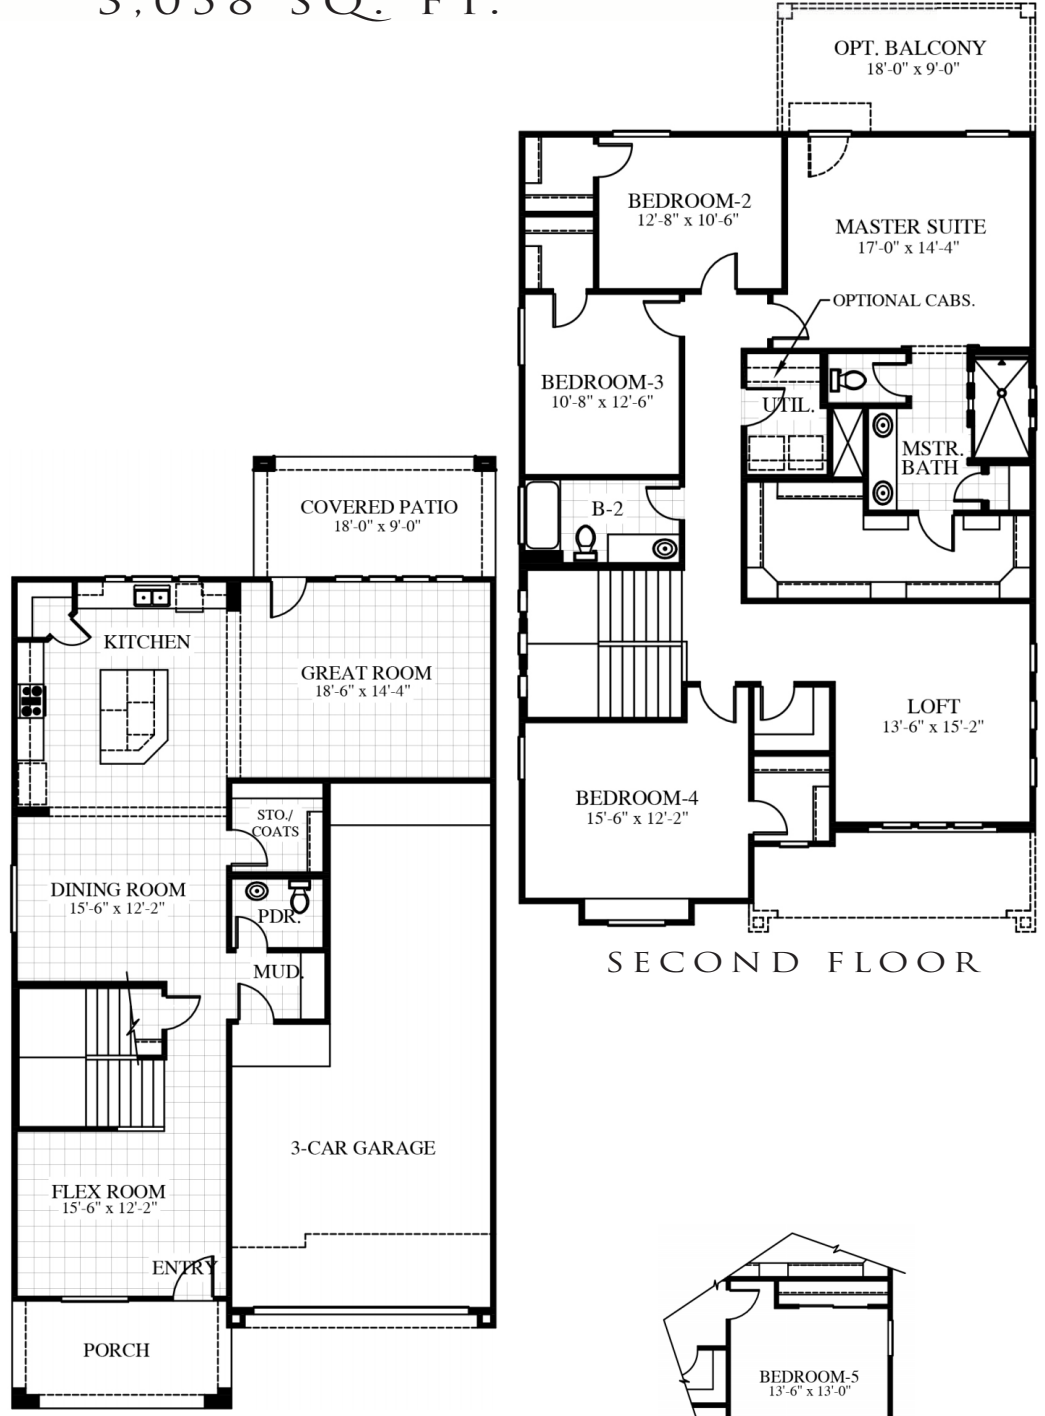 3,038 SQ. FT.
OPT. BALCONY
18'-0" x 9'-0"
BEDROOM-2
12'-8" x 10'-6"
MASTER SUITE
17'-0" x 14'-4"
OPTIONAL CABS.
BEDROOM-3
10'-8" x 12'-6"
UTIL.
MSTR.
BATH
B-2
LOFT
13'-6" x 15'-2"
BEDROOM-4
15'-6" x 12'-2"
SECOND FLOOR
COVERED PATIO
18'-0" x 9'-0"
KITCHEN
GREAT ROOM
18'-6" x 14'-4"
STO./
COATS
DINING ROOM
15'-6" x 12'-2"
PDR.
MUD.
3-CAR GARAGE
FLEX ROOM
15'-6" x 12'-2"
ENTRY
PORCH
BEDROOM-5
13'-6" x 13'-0"